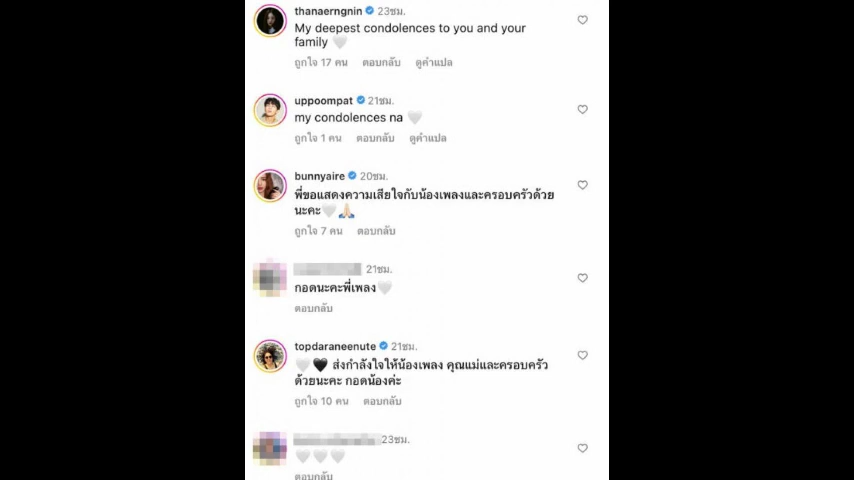 thanaerngnin 23ชม.
My deepest condolences to you and your
family
ถูกใจ 17 คน ตอบกลับ ดูคำแปล
uppoompat 21ชม.
my condolences na
ถูกใจ 1 คน ตอบกลับ ดูคำแปล
bunnyaire 20ชม.
พี่ขอแสดงความเสียใจกับน้องเพลงและครอบครัวด้วย
นะคะ🤍🙏🏻
ถูกใจ 7 คน ตอบกลับ
21ชม.
กอดนะคะพี่เพลง🤍
ตอบกลับ
topdaraneenute 21ชม.
🤍🖤 ส่งกำลังใจให้น้องเพลง คุณแม่และครอบครัว
ด้วยนะคะ กอดน้องค่ะ
ถูกใจ 10 คน ตอบกลับ
23ชม.
🤍🤍🤍
ตอบกลับ